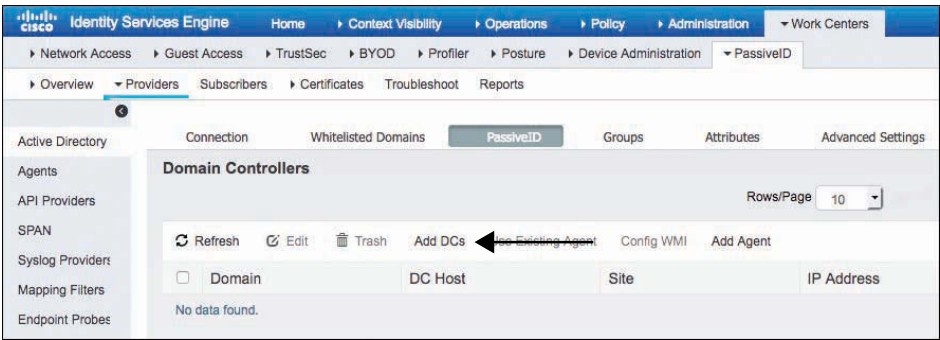 cisco Identity Services Engine Home Context Visibility Operations Policy Administration Work Centers
Network Access Guest Access TrustSec BYOD Profiler Posture Device Administration PassiveID
Overview Providers Subscribers Certificates Troubleshoot Reports
Active Directory Connection Whitelisted Domains PassiveID Groups Attributes Advanced Settings
Agents Domain Controllers
API Providers Rows/Page 10
SPAN Refresh Edit Trash Add DCs Use Existing Agent Config WMI Add Agent
Syslog Providers
Mapping Filters Domain DC Host Site IP Address
Endpoint Probes No data found.